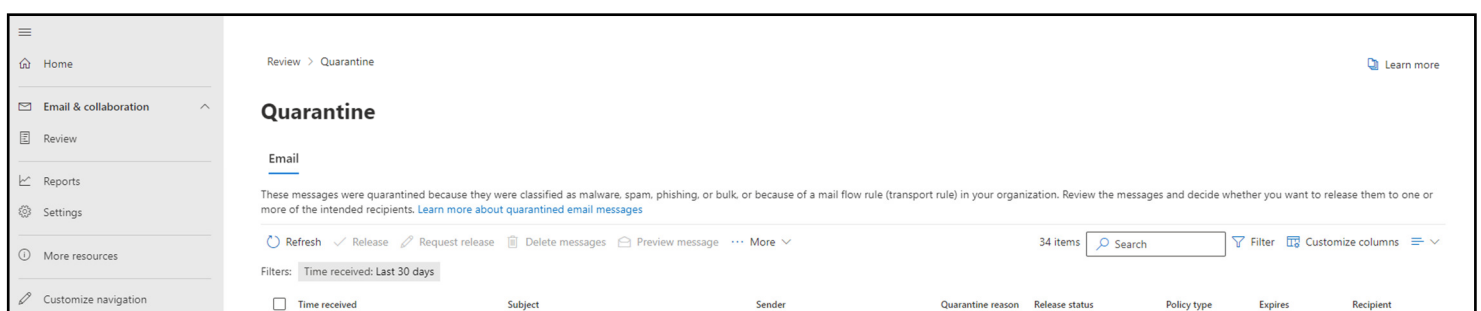 Home
Email & collaboration
Review
Reports
Settings
More resources
Customize navigation
Review > Quarantine
Learn more
Quarantine
Email
These messages were quarantined because they were classified as malware, spam, phishing, or bulk, or because of a mail flow rule (transport rule) in your organization. Review the messages and decide whether you want to release them to one or
more of the intended recipients. Learn more about quarantined email messages
Refresh Release Request release Delete messages Preview message ··· More 34 items Search Filter Customize columns
Filters: Time received: Last 30 days
Time received Subject Sender Quarantine reason Release status Policy type Expires Recipient